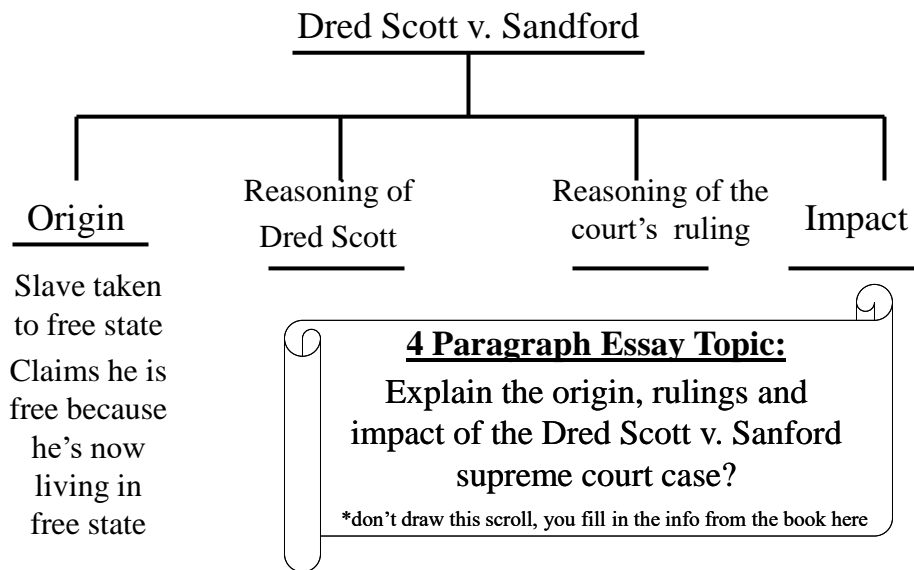 Dred Scott v. Sandford
Origin
Slave taken
to free state
Claims he is
free because
he's now
living in
free state
Reasoning of
Dred Scott
Reasoning of the
court's ruling
Impact
4 Paragraph Essay Topic:
Explain the origin, rulings and
impact of the Dred Scott v. Sanford
supreme court case?
*don't draw this scroll, you fill in the info from the book here